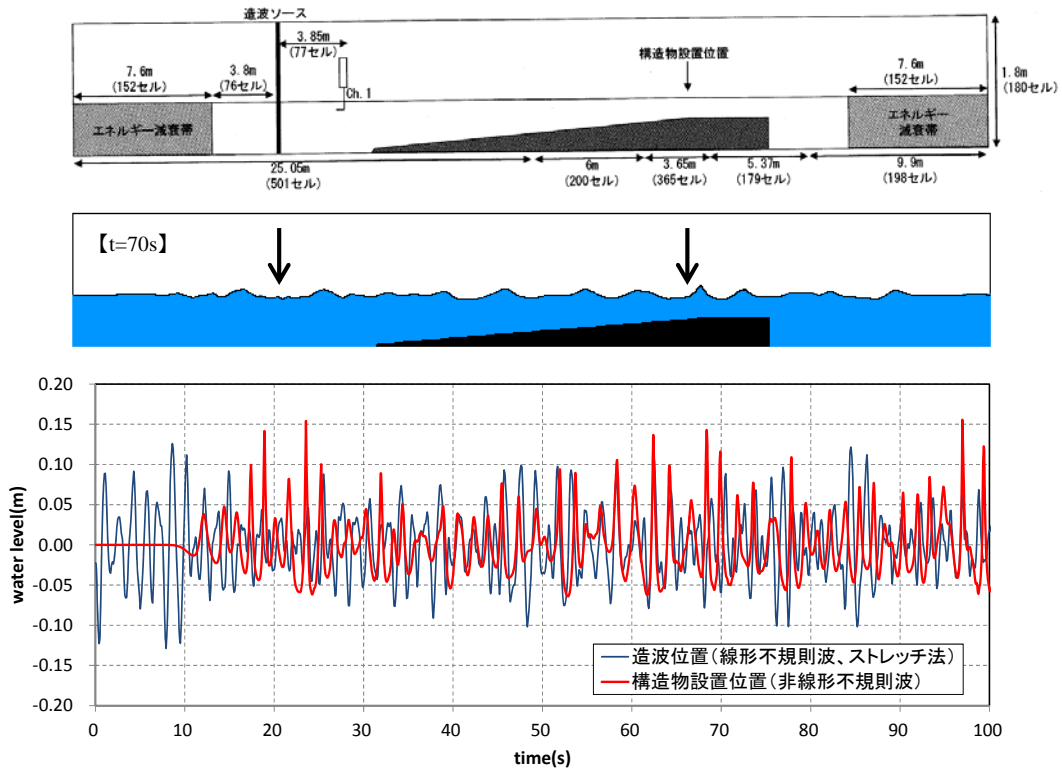 造波ソース
3.85m
(77セル)
構造物設置位置
7.6m
(152セル)
3.8m
(76セル)
7.6m
(152セル)
1.8m
(180セル)
Ch. 1
エネルギー減衰帯
エネルギー
減衰帯
25.05m
(501セル)
6m
(200セル)
3.65m
(365セル)
5.37m
(179セル)
9.9m
(198セル)
【t=70s】
0.20
0.15
0.10
0.05
0.00
-0.05
-0.10
-0.15
-0.20
water level(m)
造波位置(線形不規則波、ストレッチ法)
構造物設置位置(非線形不規則波)
0 10 20 30 40 50 60 70 80 90 100
time(s)